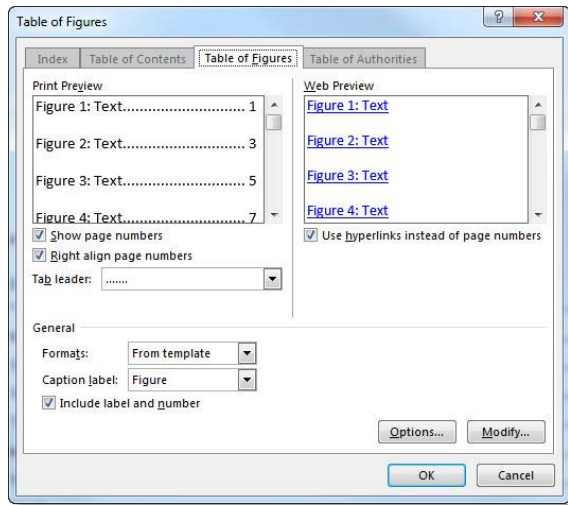 Table of Figures
Index Table of Contents Table of Figures Table of Authorities
Print Preview
Figure 1: Text............................. 1
Figure 2: Text............................. 3
Figure 3: Text............................. 5
Figure 4: Text............................. 7
Show page numbers
Right align page numbers
Tab leader: .......
Web Preview
Figure 1: Text
Figure 2: Text
Figure 3: Text
Figure 4: Text
Use hyperlinks instead of page numbers
General
Formats: From template
Caption label: Figure
Include label and number
Options... Modify...
OK Cancel